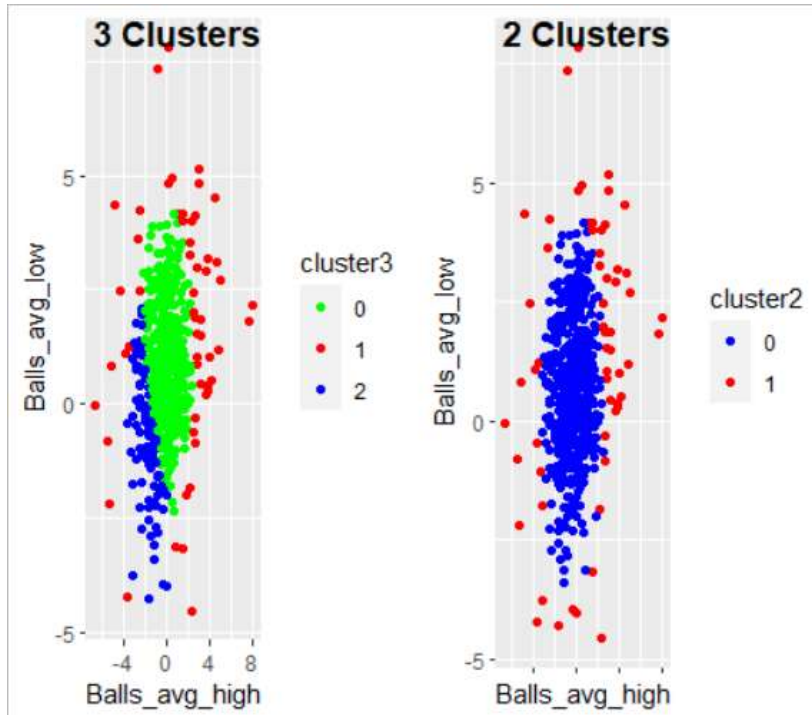 3 Clusters
5
0
-5
Balls_avg_low
-4 0 4 8
Balls_avg_high
cluster3
0
1
2
2 Clusters
5
0
-5
Balls_avg_low
Balls_avg_high
cluster2
0
1